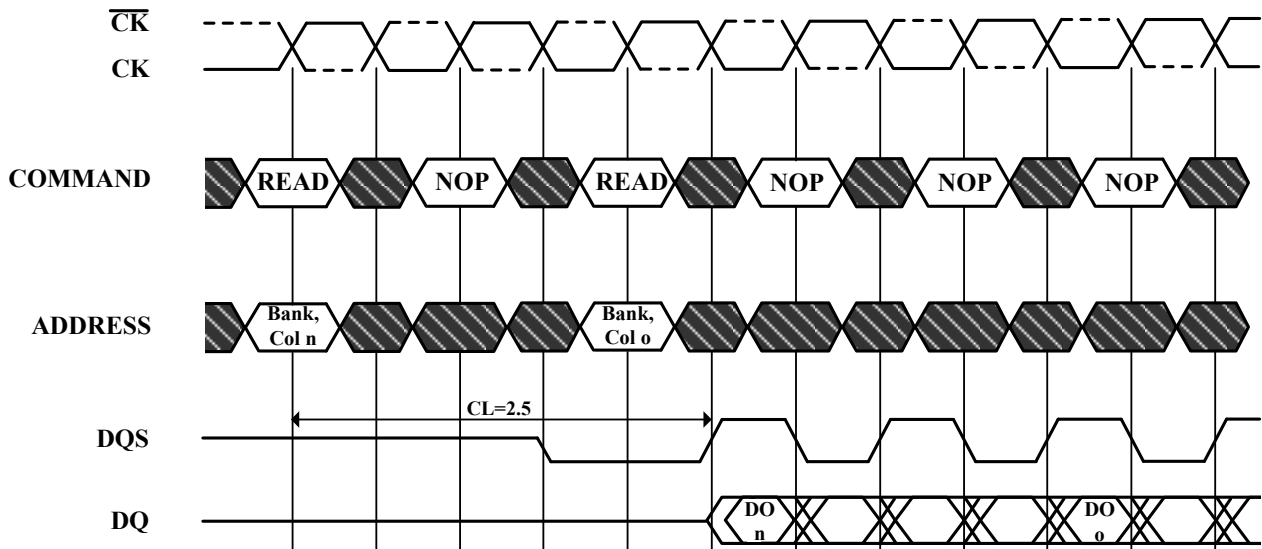 CK
CK
COMMAND READ NOP READ NOP NOP NOP
ADDRESS Bank, Col n Bank, Col o
CL=2.5
DQS
DQ DO n DO o